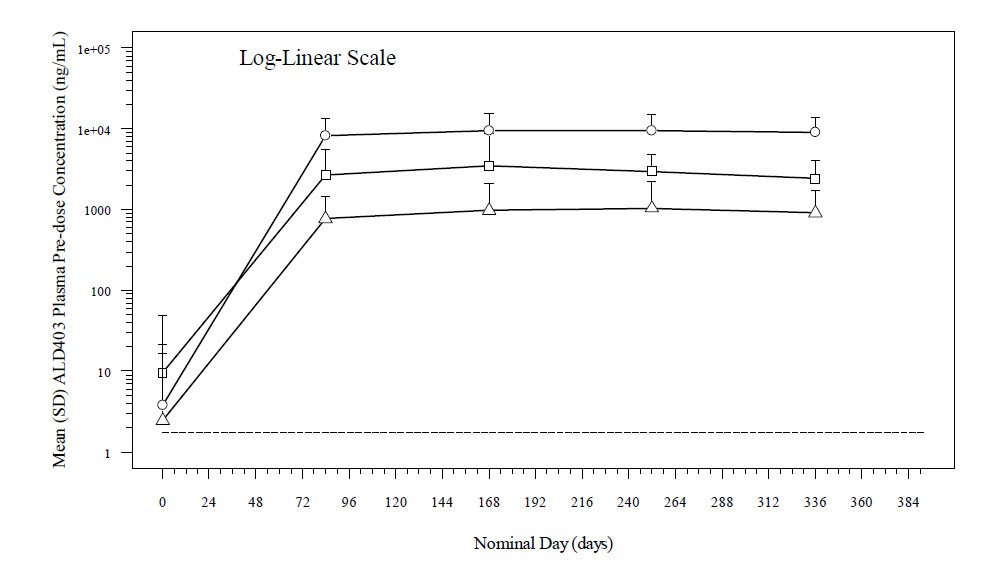 Log-Linear Scale
Mean (SD) ALD403 Plasma Pre-dose Concentration (ng/mL)
1e+05
1e+04
1000
100
10
1
0 24 48 72 96 120 144 168 192 216 240 264 288 312 336 360 384
Nominal Day (days)